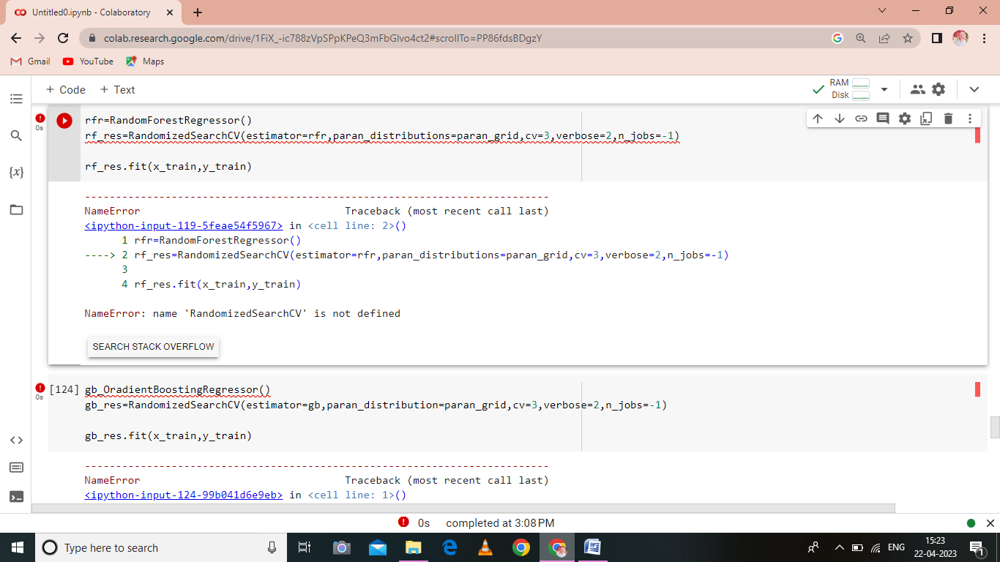 Untitled0.ipynb - Colaboratory
colab.research.google.com/drive/1FiX_-ic788zVpSPpKPeQ3mFbGlvo4ct2#scrollTo=PP86fdsBDgzY
Gmail YouTube Maps
+ Code + Text
RAM
Disk
0s
rfr=RandomForestRegressor()
rf_res=RandomizedSearchCV(estimator=rfr,paran_distributions=paran_grid,cv=3,verbose=2,n_jobs=-1)
rf_res.fit(x_train,y_train)
{x}
---------------------------------------------------------------------------
NameError Traceback (most recent call last)
<ipython-input-119-5feae54f5967> in <cell line: 2>()
1 rfr=RandomForestRegressor()
----> 2 rf_res=RandomizedSearchCV(estimator=rfr,paran_distributions=paran_grid,cv=3,verbose=2,n_jobs=-1)
3
4 rf_res.fit(x_train,y_train)
NameError: name 'RandomizedSearchCV' is not defined
SEARCH STACK OVERFLOW
0s
[124] gb_OradientBoostingRegressor()
gb_res=RandomizedSearchCV(estimator=gb,paran_distribution=paran_grid,cv=3,verbose=2,n_jobs=-1)
gb_res.fit(x_train,y_train)
---------------------------------------------------------------------------
NameError Traceback (most recent call last)
<ipython-input-124-99b041d6e9eb> in <cell line: 1>()
0s completed at 3:08 PM
Type here to search
ENG
15:23
22-04-2023
1